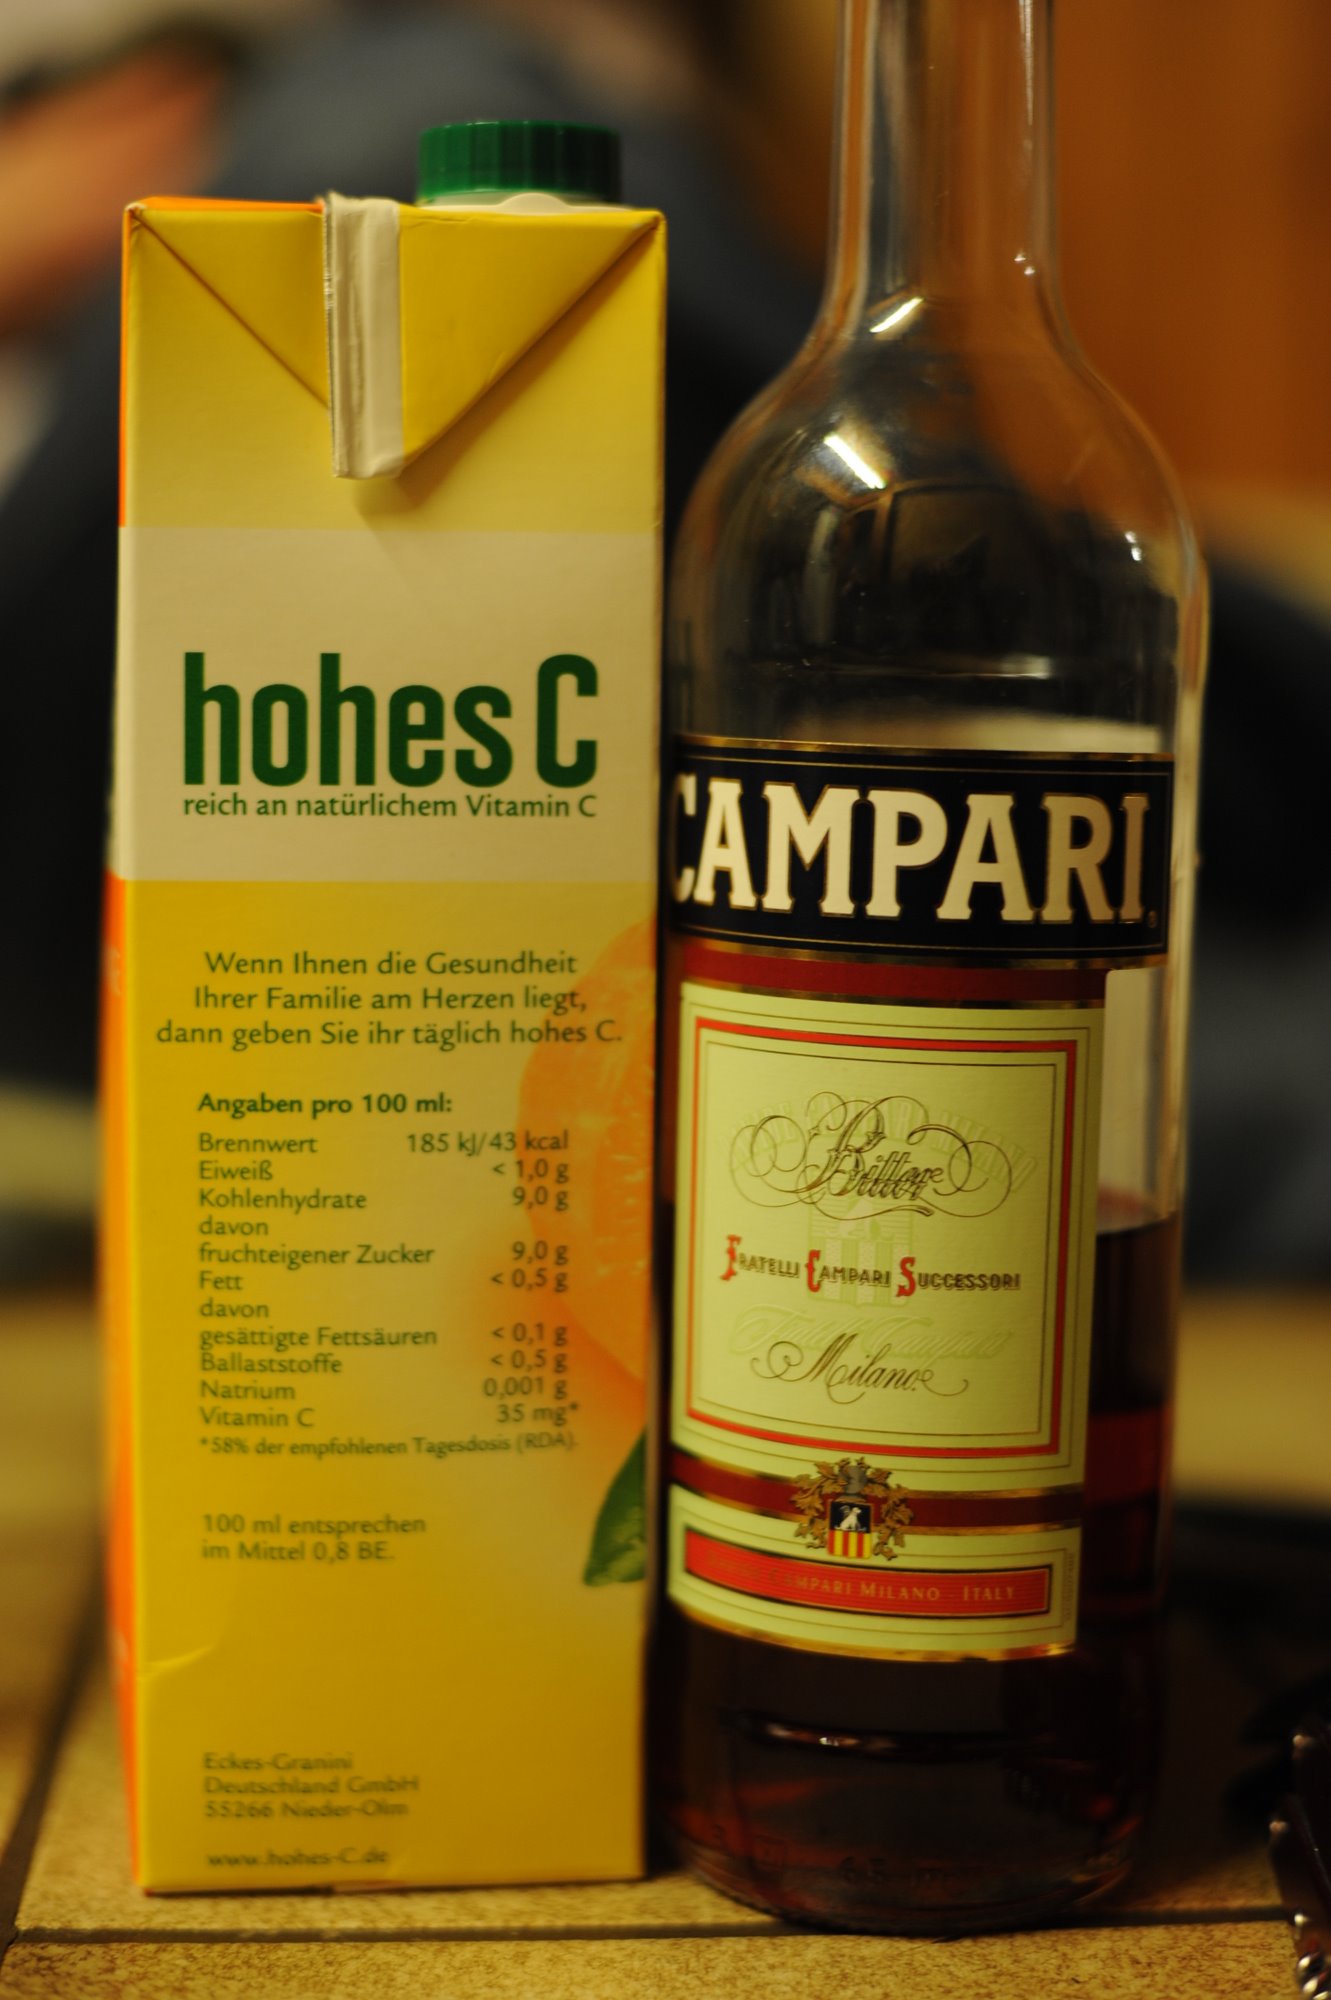 hohes C
reich an natürlichem Vitamin C
Wenn Ihnen die Gesundheit
Ihrer Familie am Herzen liegt,
dann geben Sie ihr täglich hohes C.
Angaben pro 100 ml:
Brennwert 185 kJ/43 kcal
Eiweiß < 1,0 g
Kohlenhydrate 9,0 g
davon
fruchteigener Zucker 9,0 g
Fett < 0,5 g
davon
gesättigte Fettsäuren < 0,1 g
Ballaststoffe < 0,5 g
Natrium 0,001 g
Vitamin C 35 mg*
*58% der empfohlenen Tagesdosis (RDA).
100 ml entsprechen
im Mittel 0,8 BE.
Eckes-Granini
Deutschland GmbH
55266 Nieder-Olm
www.hohes-C.de
CAMPARI
Bitter
FRATELLI CAMPARI SUCCESSORI
Milano
CAMPARI MILANO - ITALY